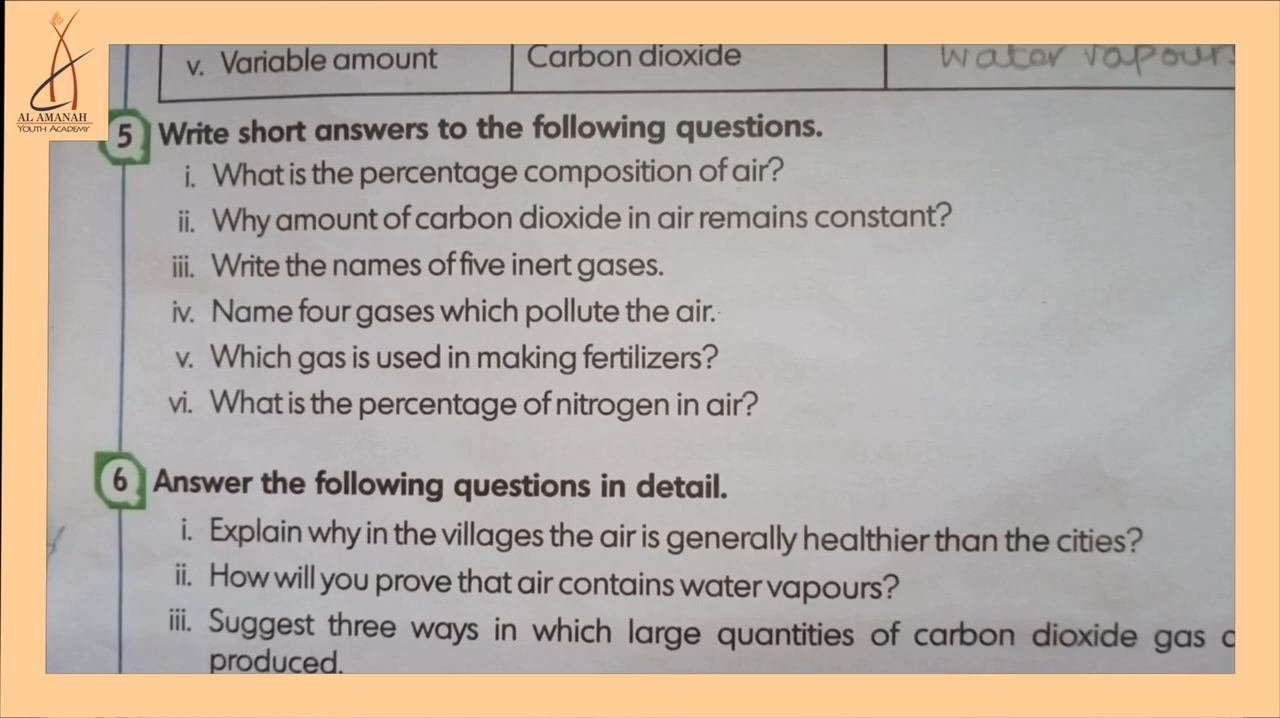 AL AMANAH
YOUTH ACADEMY
v. Variable amount Carbon dioxide water vapours
5 Write short answers to the following questions.
i. What is the percentage composition of air?
ii. Why amount of carbon dioxide in air remains constant?
iii. Write the names of five inert gases.
iv. Name four gases which pollute the air.
v. Which gas is used in making fertilizers?
vi. What is the percentage of nitrogen in air?
6 Answer the following questions in detail.
i. Explain why in the villages the air is generally healthier than the cities?
ii. How will you prove that air contains water vapours?
iii. Suggest three ways in which large quantities of carbon dioxide gas
produced.